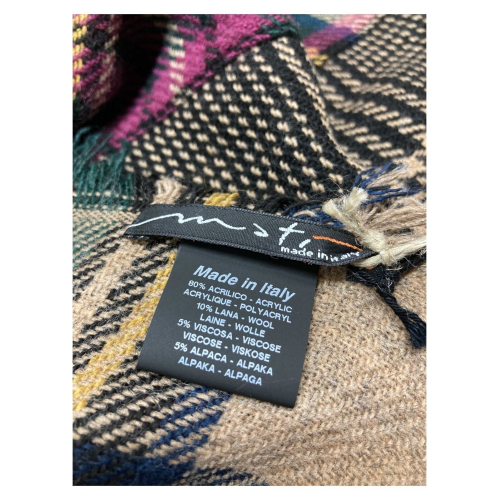 made in italy
Made in Italy
80% ACRILICO - ACRYLIC
ACRYLIQUE - POLYACRYL
10% LANA - WOOL
LAINE - WOLLE
5% VISCOSA - VISCOSE
VISCOSE - VISKOSE
5% ALPACA - ALPAKA
ALPAKA - ALPAGA